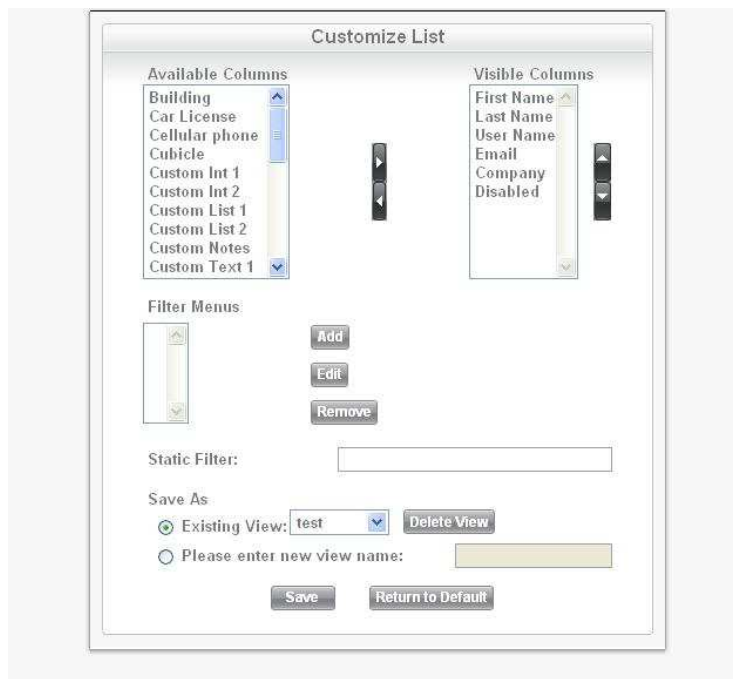 Customize List
Available Columns
Visible Columns
Building
Car License
Cellular phone
Cubicle
Custom Int 1
Custom Int 2
Custom List 1
Custom List 2
Custom Notes
Custom Text 1
First Name
Last Name
User Name
Email
Company
Disabled
Filter Menus
Add
Edit
Remove
Static Filter:
Save As
Existing View: test Delete View
Please enter new view name:
Save Return to Default